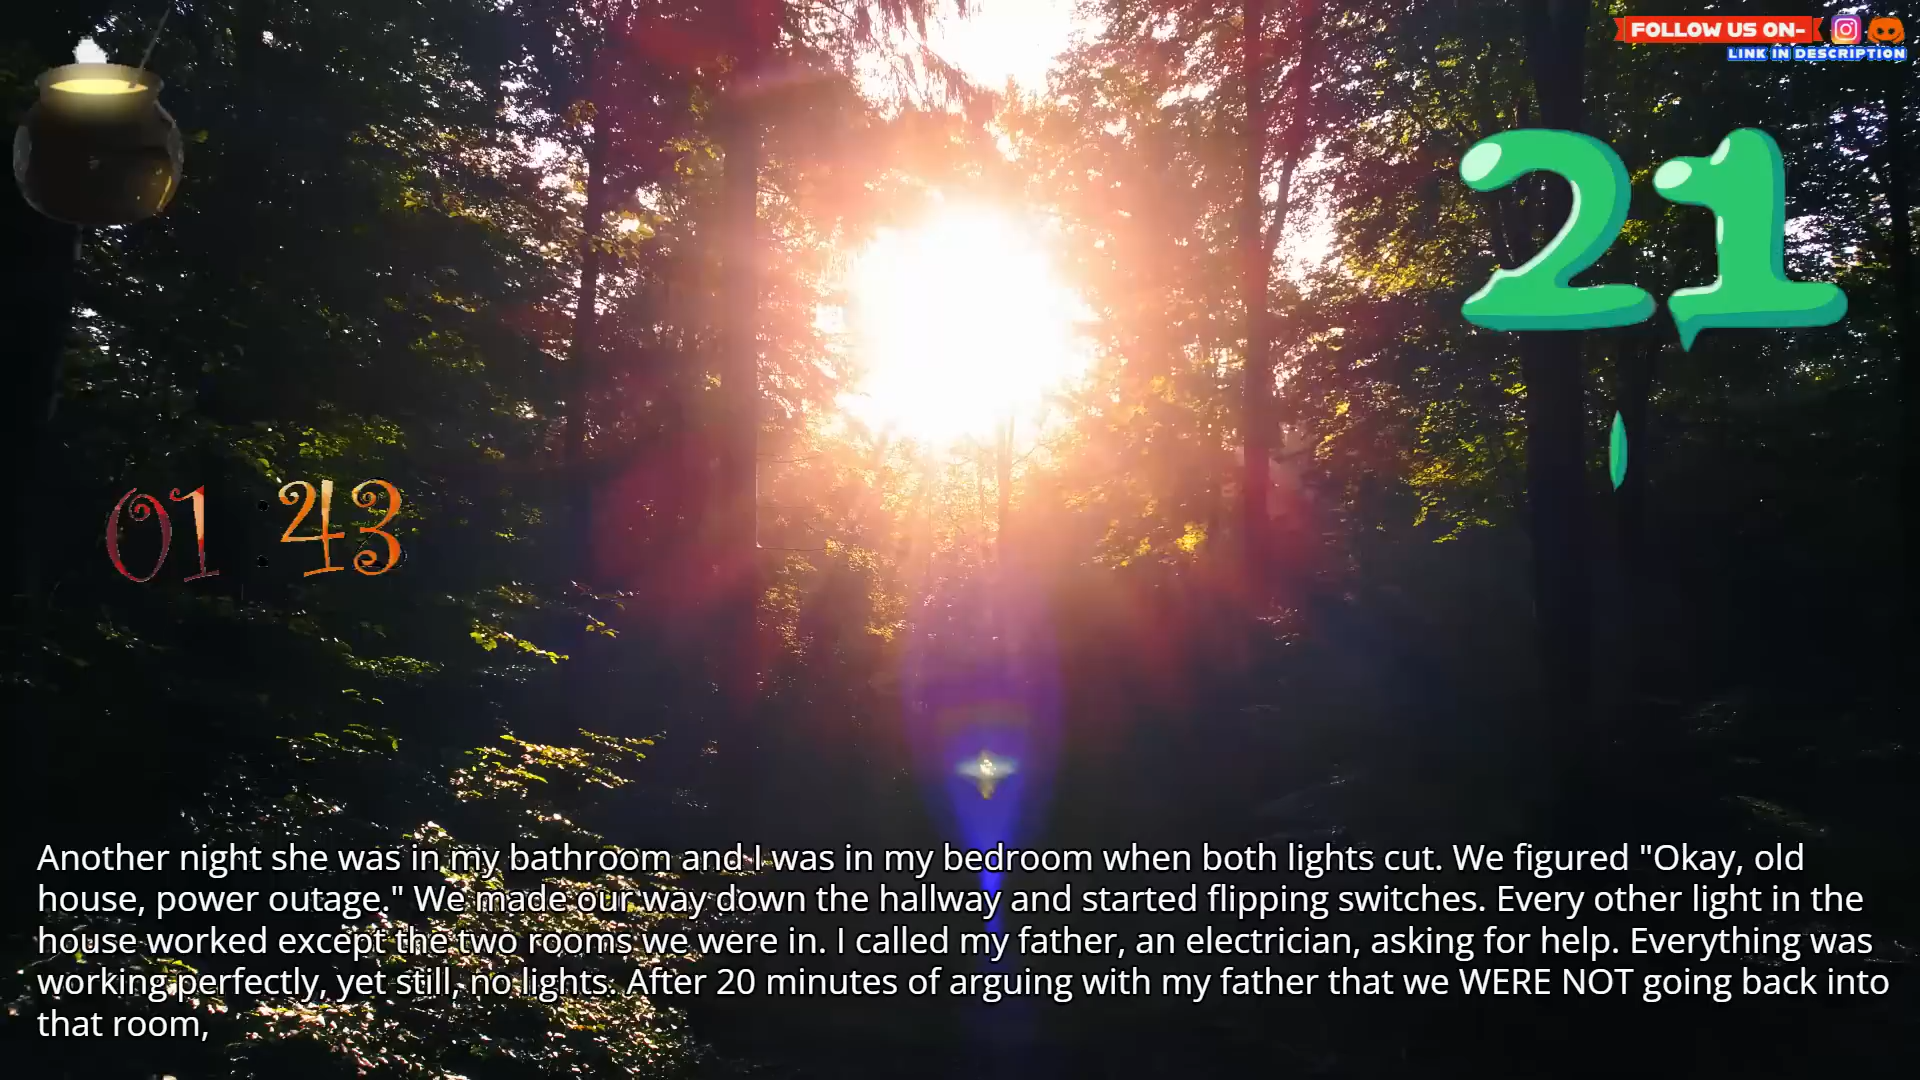 FOLLOW US ON-
LINK IN DESCRIPTION
21
01:43
Another night she was in my bathroom and I was in my bedroom when both lights cut. We figured "Okay, old
house, power outage." We made our way down the hallway and started flipping switches. Every other light in the
house worked except the two rooms we were in. I called my father, an electrician, asking for help. Everything was
working perfectly, yet still, no lights. After 20 minutes of arguing with my father that we WERE NOT going back into
that room,